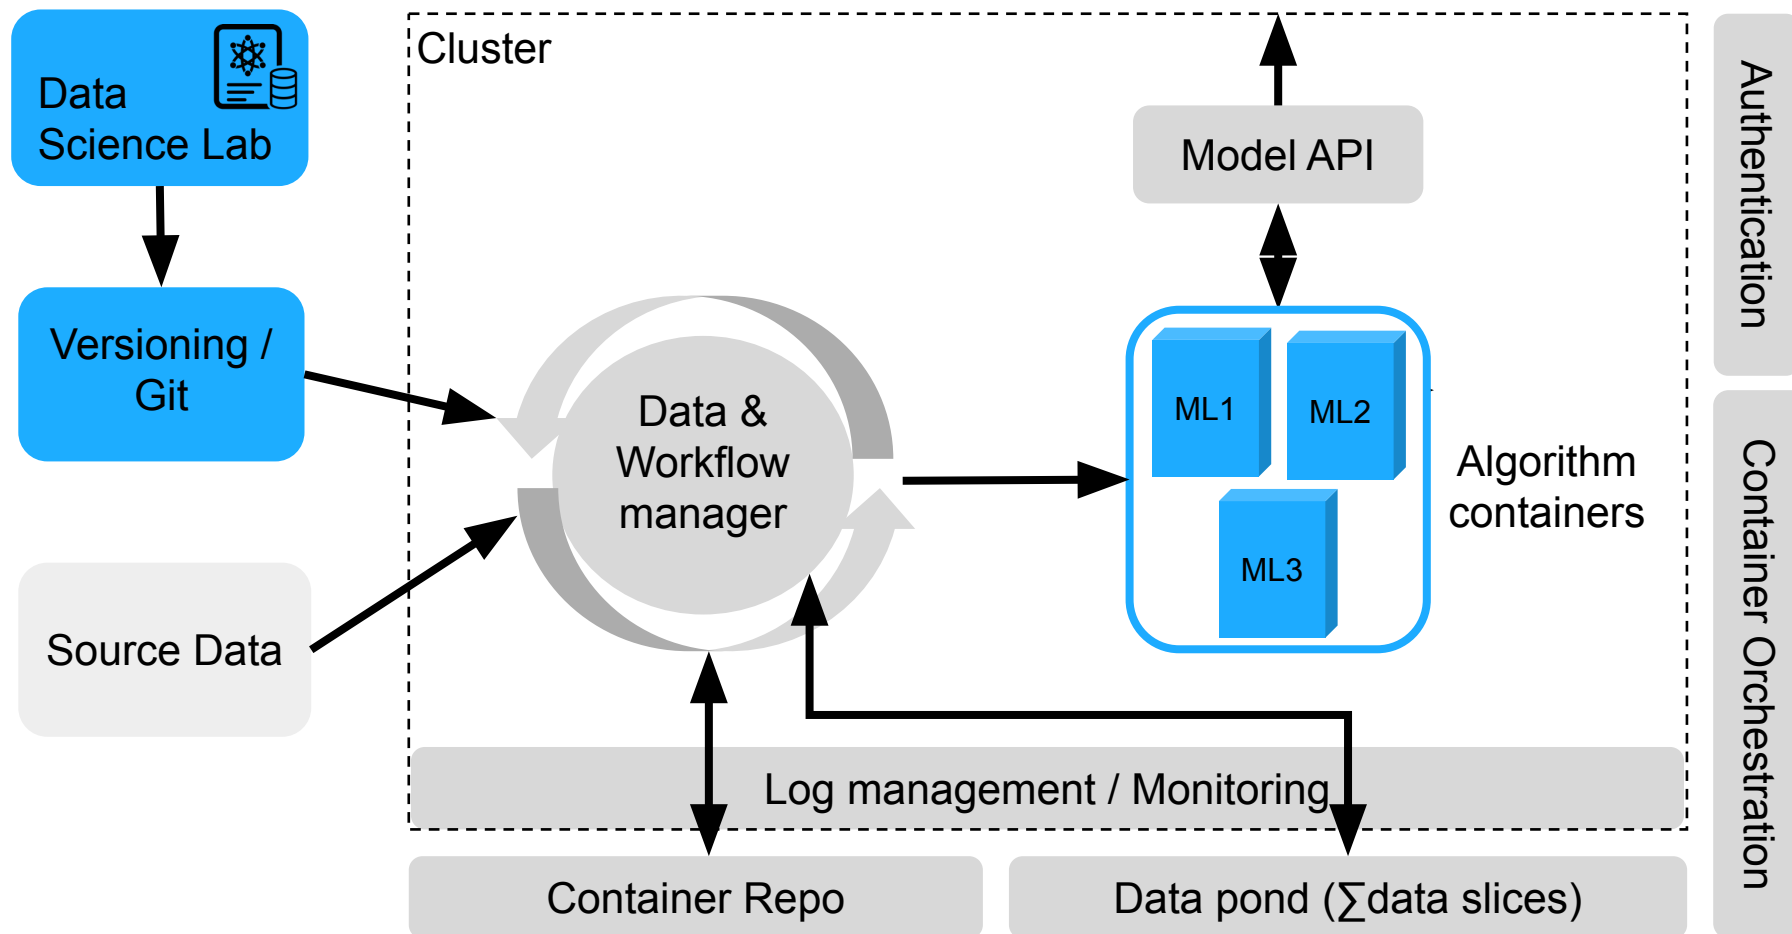 Data
Science Lab
Cluster
Model API
Authentication
Versioning /
Git
Data &
Workflow
manager
ML1
ML2
ML3
Algorithm
containers
Container Orchestration
Source Data
Log management / Monitoring
Container Repo
Data pond (∑data slices)